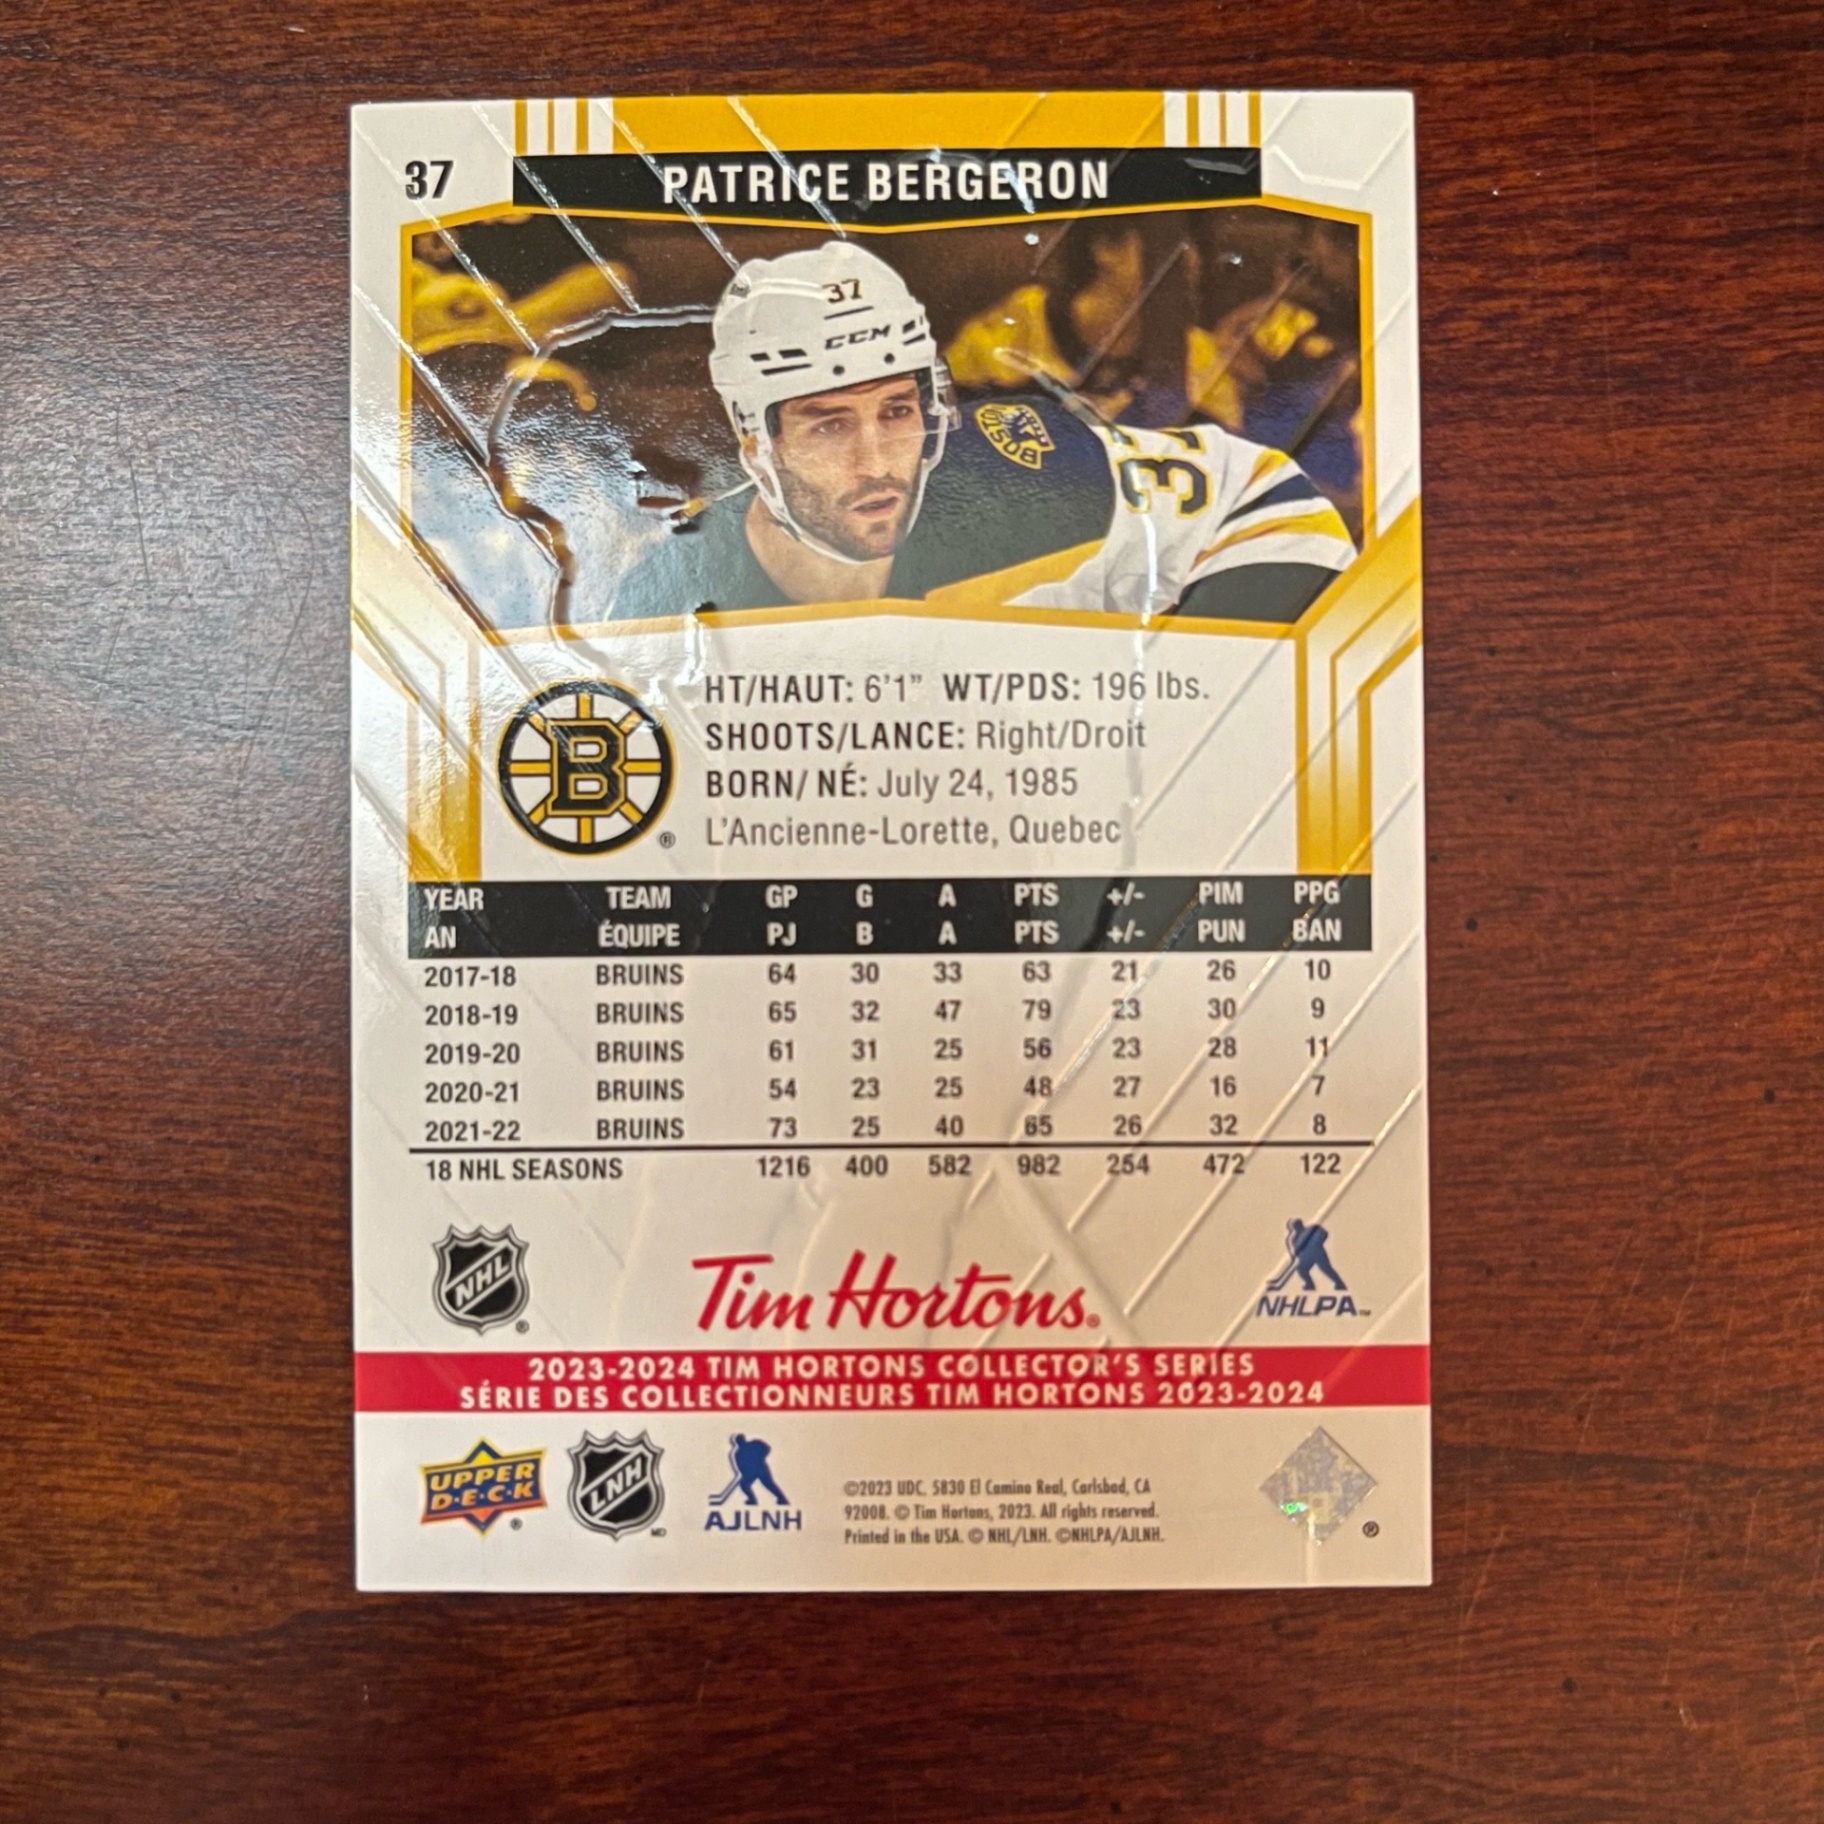 37
PATRICE BERGERON
37
CCM
BOSTON
37
B
®
HT/HAUT: 6'1" WT/PDS: 196 lbs.
SHOOTS/LANCE: Right/Droit
BORN/ NÉ: July 24, 1985
L'Ancienne-Lorette, Quebec
YEAR TEAM GP G A PTS +/- PIM PPG
AN ÉQUIPE PJ B A PTS +/- PUN BAN
2017-18 BRUINS 64 30 33 63 21 26 10
2018-19 BRUINS 65 32 47 79 23 30 9
2019-20 BRUINS 61 31 25 56 23 28 11
2020-21 BRUINS 54 23 25 48 27 16 7
2021-22 BRUINS 73 25 40 65 26 32 8
18 NHL SEASONS 1216 400 582 982 254 472 122
NHL ®
Tim Hortons®
NHLPA™
2023-2024 TIM HORTONS COLLECTOR'S SERIES
SÉRIE DES COLLECTIONNEURS TIM HORTONS 2023-2024
UPPER
D·E·C·K ®
LNH MD
AJLNH
©2023 UDC. 5830 El Camino Real, Carlsbad, CA
92008. © Tim Hortons, 2023. All rights reserved.
Printed in the USA. © NHL/LNH. ©NHLPA/AJLNH.
®